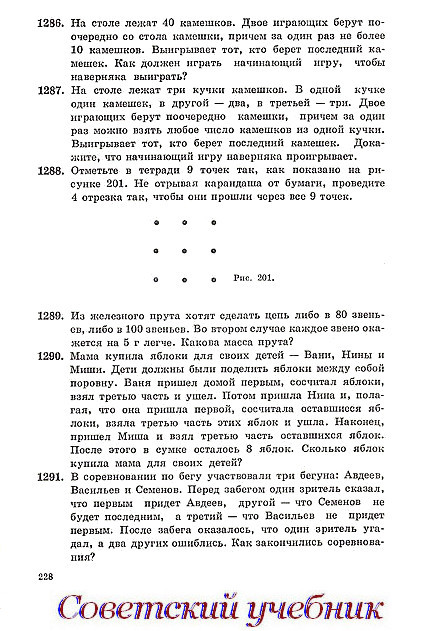 1286. На столе лежат 40 камешков. Двое играющих берут по-
очередно со стола камешки, причем за один раз не более
10 камешков. Выигрывает тот, кто берет последний ка-
мешек. Как должен играть начинающий игру, чтобы
наверняка выиграть?
1287. На столе лежат три кучки камешков. В одной кучке
один камешек, в другой — два, в третьей — три. Двое
играющих берут поочередно камешки, причем за один
раз можно взять любое число камешков из одной кучки.
Выигрывает тот, кто берет последний камешек. Дока-
жите, что начинающий игру наверняка проигрывает.
1288. Отметьте в тетради 9 точек так, как показано на ри-
сунке 201. Не отрывая карандаша от бумаги, проведите
4 отрезка так, чтобы они прошли через все 9 точек.
Рис. 201.
1289. Из железного прута хотят сделать цепь либо в 80 звень-
ев, либо в 100 звеньев. Во втором случае каждое звено ока-
жется на 5 г легче. Какова масса прута?
1290. Мама купила яблоки для своих детей — Вани, Нины и
Миши. Дети должны были поделить яблоки между собой
поровну. Ваня пришел домой первым, сосчитал яблоки,
взял третью часть и ушел. Потом пришла Нина и, пола-
гая, что она пришла первой, сосчитала оставшиеся яб-
локи, взяла третью часть этих яблок и ушла. Наконец,
пришел Миша и взял третью часть оставшихся яблок.
После этого в сумке осталось 8 яблок. Сколько яблок
купила мама для своих детей?
1291. В соревновании по бегу участвовали три бегуна: Авдеев,
Васильев и Семенов. Перед забегом один зритель сказал,
что первым придет Авдеев, другой — что Семенов не
будет последним, а третий — что Васильев не придет
первым. После забега оказалось, что один зритель уга-
дал, а два других ошиблись. Как закончились соревнова-
ния?
228
Советский учебник